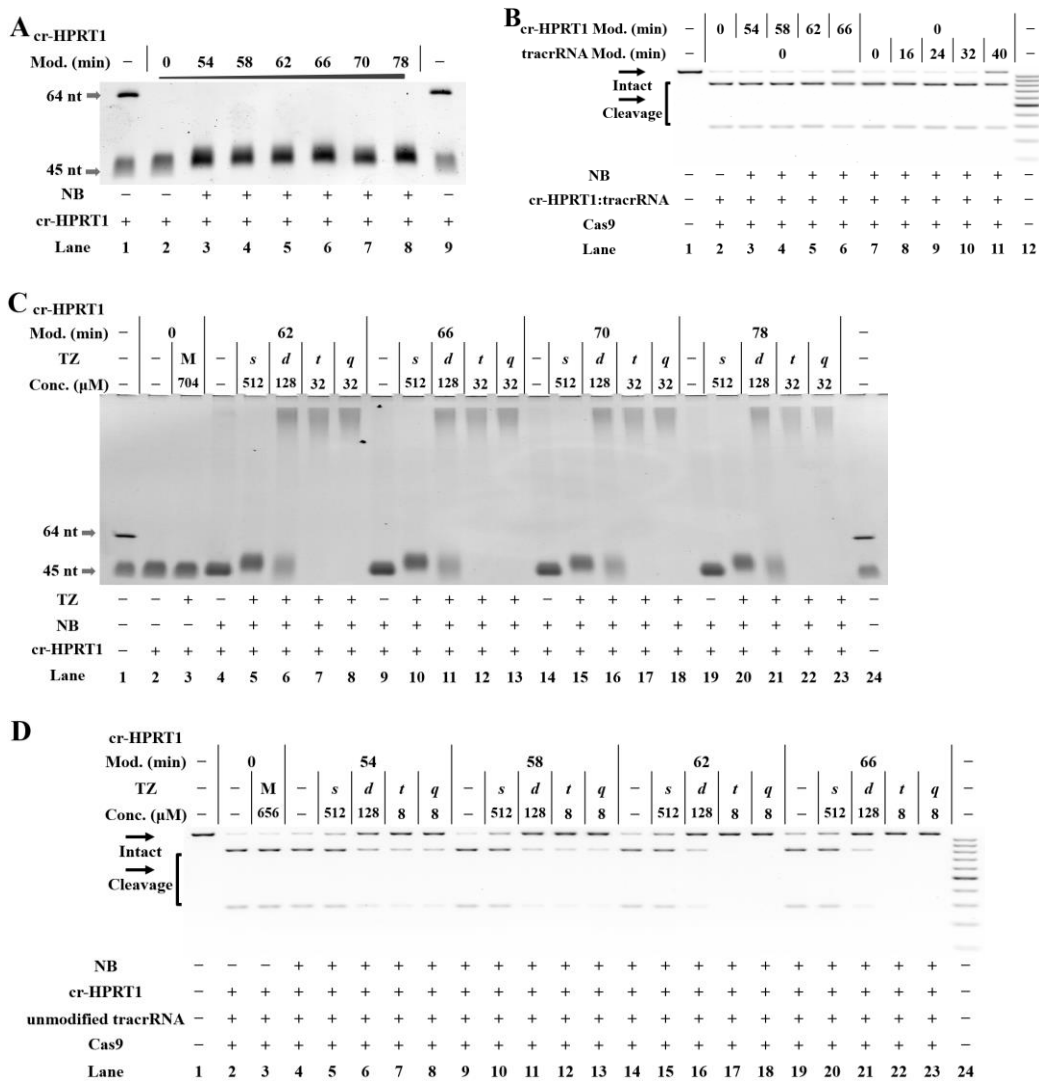 A
cr-HPRT1
Mod. (min) – 0 54 58 62 66 70 78 –
64 nt
45 nt
NB – – + + + + + + –
cr-HPRT1 + + + + + + + + +
Lane 1 2 3 4 5 6 7 8 9
B
cr-HPRT1 Mod. (min) – 0 54 58 62 66 0 –
tracrRNA Mod. (min) – 0 0 16 24 32 40 –
Intact
Cleavage
NB – – + + + + + + + + + –
cr-HPRT1:tracrRNA – + + + + + + + + + + –
Cas9 – + + + + + + + + + + –
Lane 1 2 3 4 5 6 7 8 9 10 11 12
C
cr-HPRT1
Mod. (min) – 0 62 66 70 78 –
TZ – – M – s d t q – s d t q – s d t q – s d t q –
Conc. (μM) – – 704 – 512 128 32 32 – 512 128 32 32 – 512 128 32 32 – 512 128 32 32 –
64 nt
45 nt
TZ – – + – + + + + – + + + + – + + + + – + + + + –
NB – – – + + + + + + + + + + + + + + + + + + + + –
cr-HPRT1 – + + + + + + + + + + + + + + + + + + + + + + –
Lane 1 2 3 4 5 6 7 8 9 10 11 12 13 14 15 16 17 18 19 20 21 22 23 24
D
cr-HPRT1
Mod. (min) – 0 54 58 62 66 –
TZ – – M – s d t q – s d t q – s d t q – s d t q –
Conc. (μM) – – 656 – 512 128 8 8 – 512 128 8 8 – 512 128 8 8 – 512 128 8 8 –
Intact
Cleavage
NB – – – + + + + + + + + + + + + + + + + + + + + –
cr-HPRT1 – + + + + + + + + + + + + + + + + + + + + + + –
unmodified tracrRNA – + + + + + + + + + + + + + + + + + + + + + + –
Cas9 – + + + + + + + + + + + + + + + + + + + + + + –
Lane 1 2 3 4 5 6 7 8 9 10 11 12 13 14 15 16 17 18 19 20 21 22 23 24